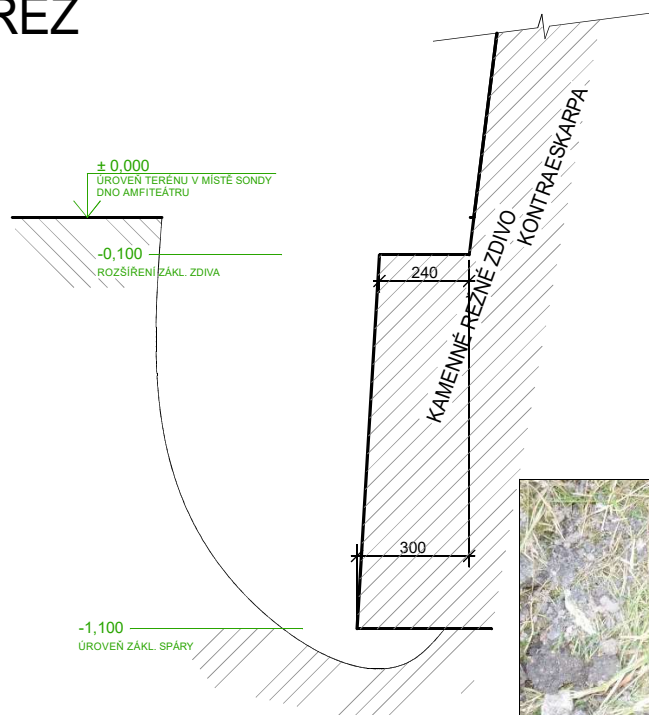 ŘEZ
± 0,000
ÚROVEŇ TERÉNU V MÍSTĚ SONDY
DNO AMFITEÁTRU
-0,100
ROZŠÍŘENÍ ZÁKL. ZDIVA
240
KAMENNÉ REZNÉ ZDIVO
KONTRAESKARPA
300
-1,100
ÚROVEŇ ZÁKL. SPÁRY